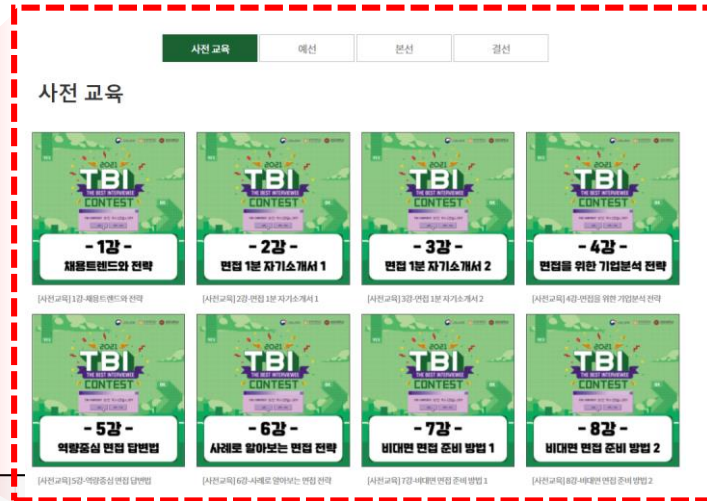 사전 교육
예선
본선
결선
사전 교육
2021
TBI
THE BEST INTERVIEWEE
CONTEST
- 1강 -
채용트렌드와 전략
2021
TBI
THE BEST INTERVIEWEE
CONTEST
- 2강 -
면접 1분 자기소개서 1
2021
TBI
THE BEST INTERVIEWEE
CONTEST
- 3강 -
면접 1분 자기소개서 2
2021
TBI
THE BEST INTERVIEWEE
CONTEST
- 4강 -
면접을 위한 기업분석 전략
[사전교육] 1강-채용트렌드와 전략
[사전교육] 2강-면접 1분 자기소개서 1
[사전교육] 3강-면접 1분 자기소개서 2
[사전교육] 4강-면접을 위한 기업분석 전략
2021
TBI
THE BEST INTERVIEWEE
CONTEST
- 5강 -
역량중심 면접 답변법
2021
TBI
THE BEST INTERVIEWEE
CONTEST
- 6강 -
사례로 알아보는 면접 전략
2021
TBI
THE BEST INTERVIEWEE
CONTEST
- 7강 -
비대면 면접 준비 방법 1
2021
TBI
THE BEST INTERVIEWEE
CONTEST
- 8강 -
비대면 면접 준비 방법 2
[사전교육] 5강-역량중심 면접 답변법
[사전교육] 6강-사례로 알아보는 면접 전략
[사전교육] 7강-비대면 면접 준비 방법 1
[사전교육] 8강-비대면 면접 준비 방법 2